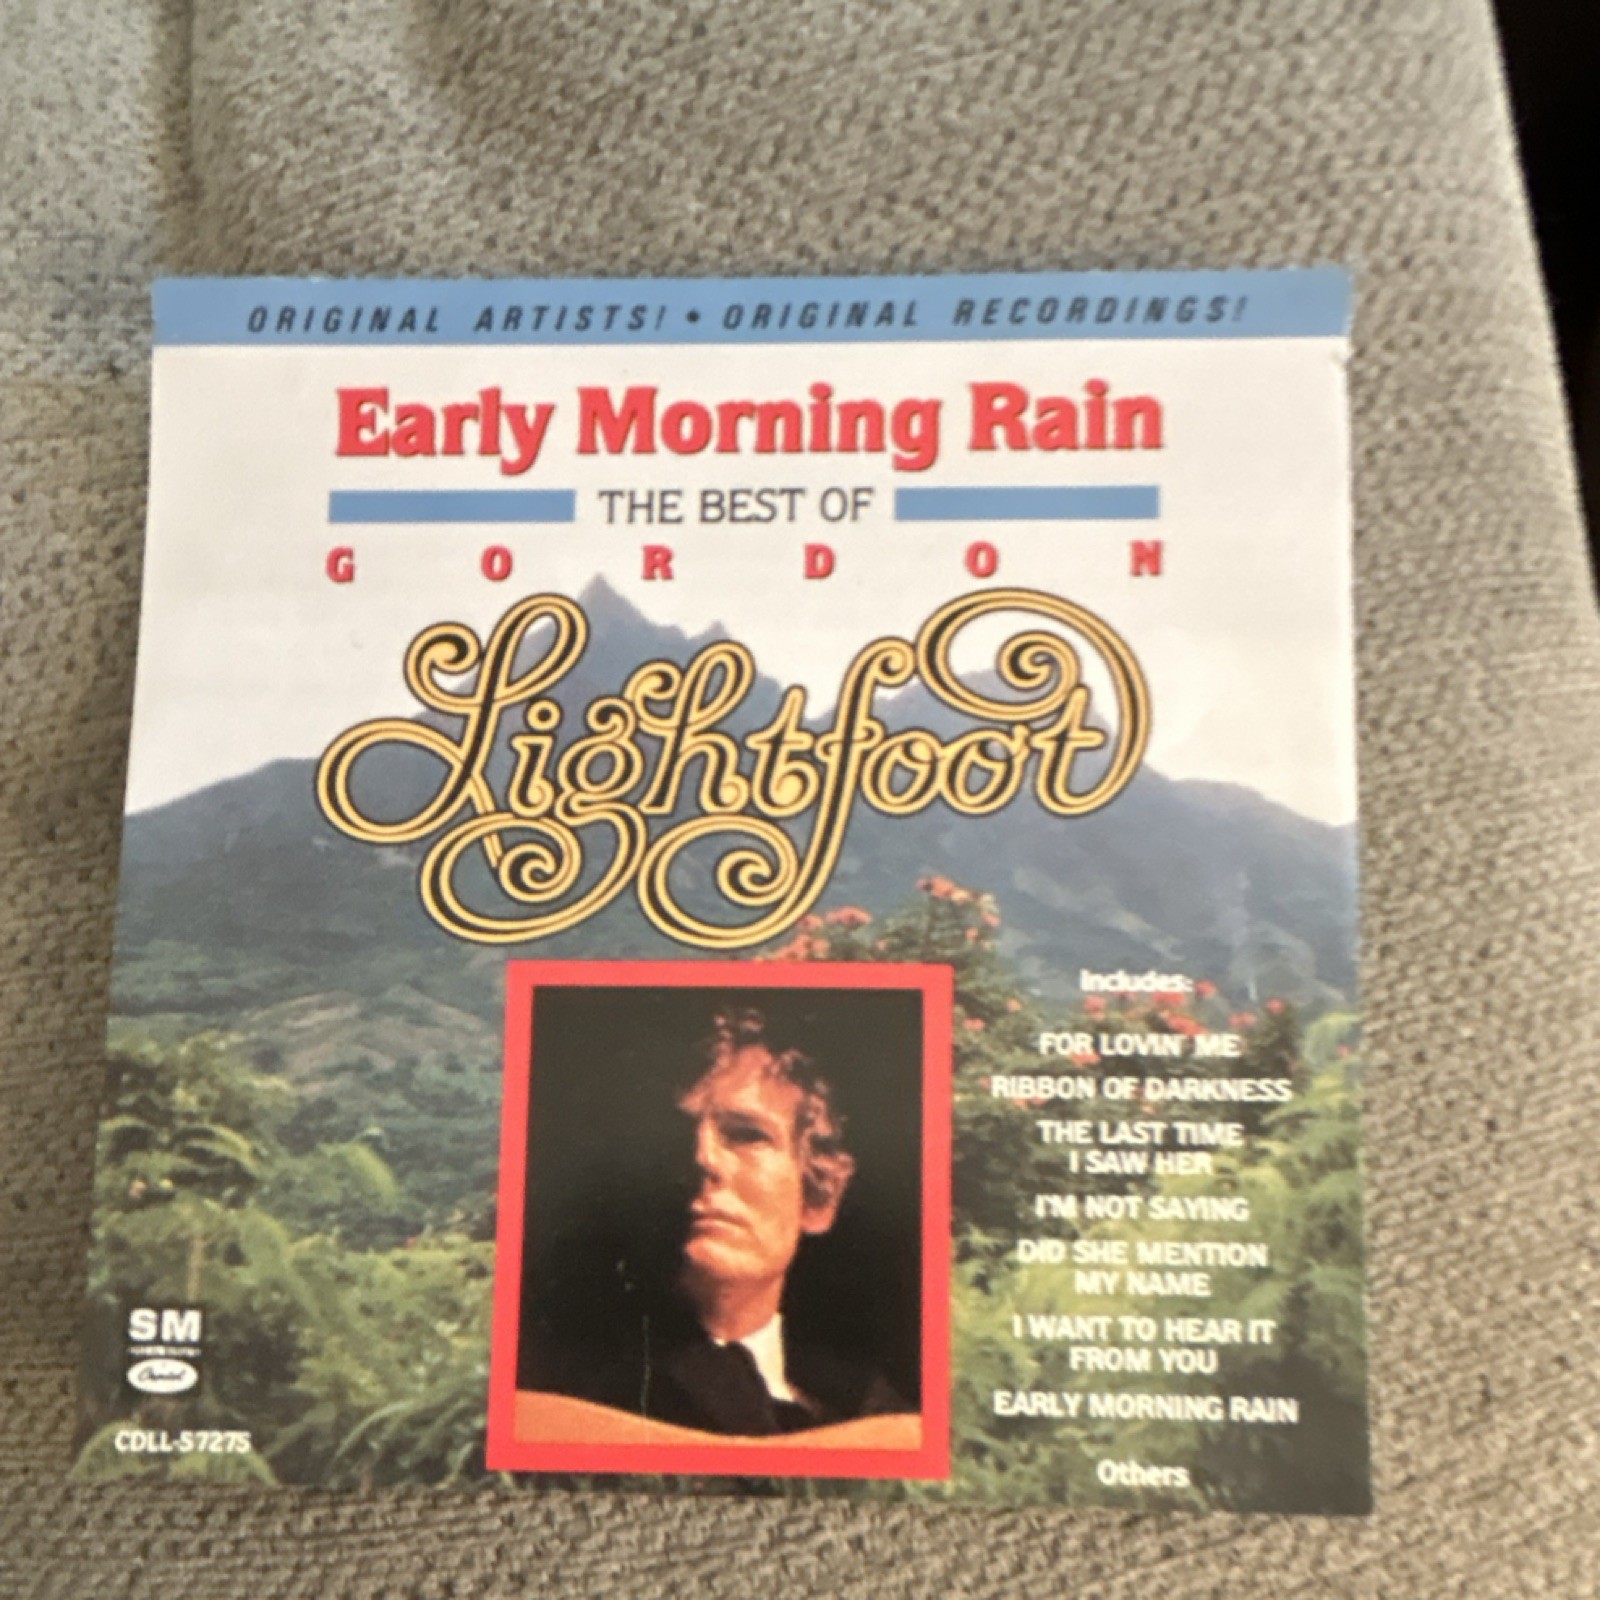 ORIGINAL ARTISTS! • ORIGINAL RECORDINGS!
Early Morning Rain
THE BEST OF
GORDON
Lightfoot
Includes:
FOR LOVIN' ME
RIBBON OF DARKNESS
THE LAST TIME
I SAW HER
I'M NOT SAYING
DID SHE MENTION
MY NAME
I WANT TO HEAR IT
FROM YOU
EARLY MORNING RAIN
Others
SM
Capitol
CDLL-57275